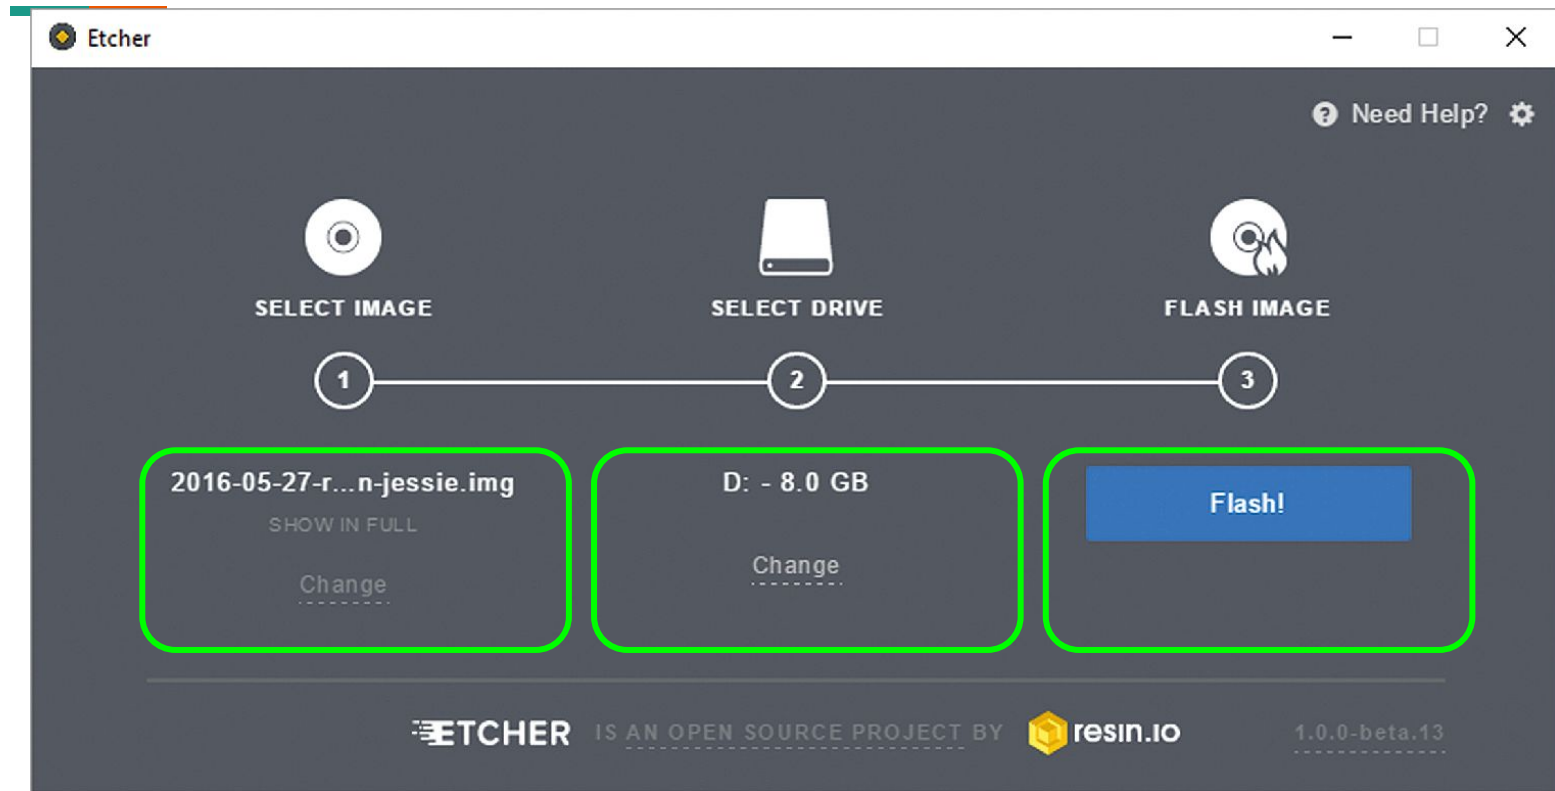 Etcher
Need Help?
SELECT IMAGE
SELECT DRIVE
FLASH IMAGE
1
2
3
2016-05-27-r...n-jessie.img
D: - 8.0 GB
Flash!
SHOW IN FULL
Change
Change
ETCHER IS AN OPEN SOURCE PROJECT BY resin.io 1.0.0-beta.13